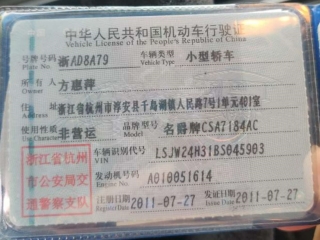 中华人民共和国机动车行驶证
Vehicle License of the People's Republic of China
号牌号码 浙AD8A79 车辆类型 小型轿车
Plate No. Vehicle Type
所有人 方惠萍
Owner
住址 浙江省杭州市淳安县千岛湖镇人民路7号1单元401室
Address
使用性质 非营运 品牌型号 名爵牌CSA7184AC
Use Character Model
浙江省杭州
市公安局交
通警察支队
车辆识别代号 LSJW24H31BS045903
VIN
发动机号码 A010051614
Engine No.
注册日期 2011-07-27 发证日期 2011-07-27
Register Date Issue Date